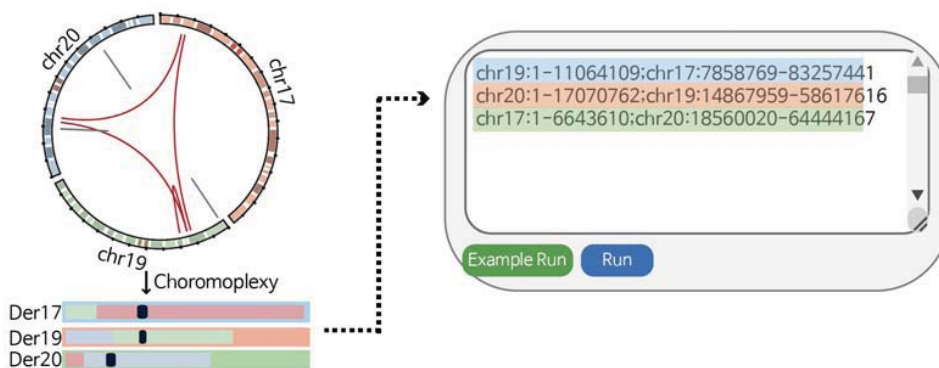 chr20
chr17
chr19
Choromoplexy
Der17
Der19
Der20
chr19:1-11064109;chr17:7858769-83257441
chr20:1-17070762;chr19:14867959-58617616
chr17:1-6643610;chr20:18560020-64444167
Example Run
Run